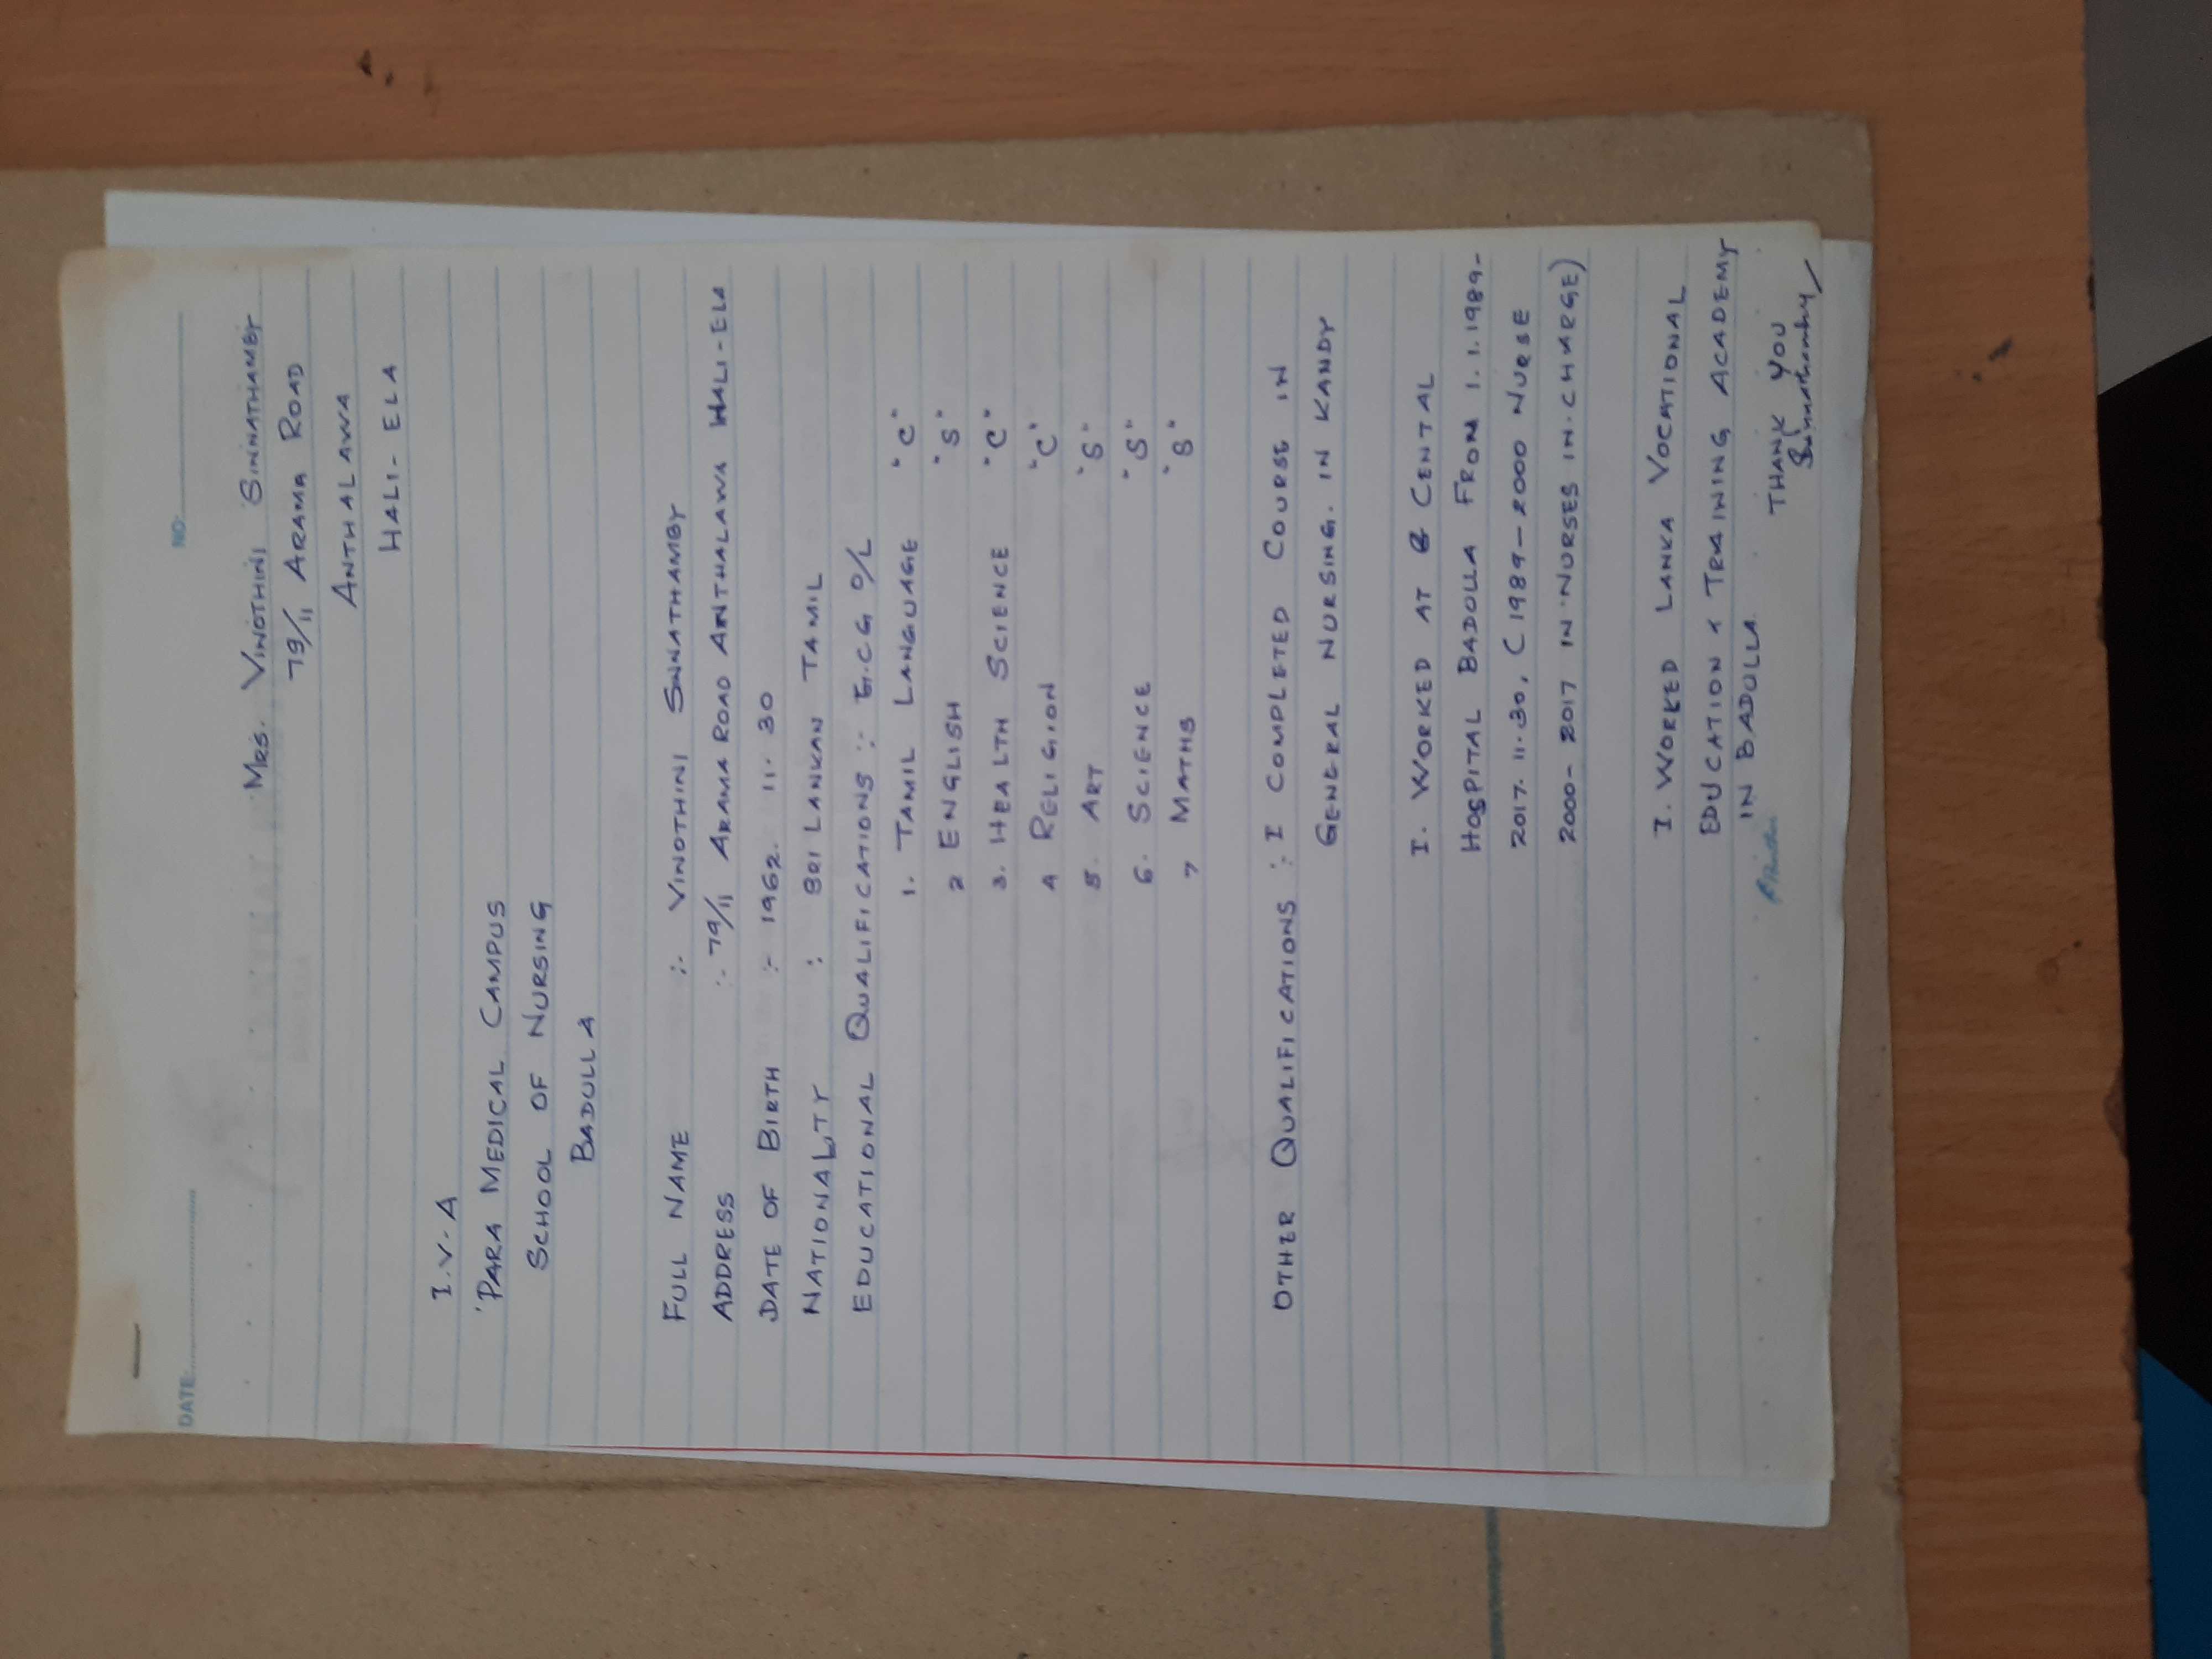 NO:
DATE:
MRS. VINOTHINI SINNATHAMBY
79/11 ARAMA ROAD
ANTHALAWA
HALI-ELA
I.V.A
PARA MEDICAL CAMPUS
SCHOOL OF NURSING
BADULLA
FULL NAME :- VINOTHINI SINNATHAMBY
ADDRESS :- 79/11 ARAMA ROAD ANTHALAWA HALI-ELA
DATE OF BIRTH :- 1962. 11. 30
NATIONALITY : SRI LANKAN TAMIL
EDUCATIONAL QUALIFICATIONS :- G.C.G O/L
1. TAMIL LANGUAGE "C"
2 ENGLISH "S"
3. HEALTH SCIENCE "C"
4 RELIGION "C"
5. ART "S"
6. SCIENCE "S"
7 MATHS "S"
OTHER QUALIFICATIONS :- I COMPLETED COURSE IN
GENERAL NURSING. IN KANDY
I. WORKED AT CENTAL
HOSPITAL BADOLLA FROM 1.1.1989-
2017.11.30, (1989-2000 NURSE
2000-2017 IN NURSES IN.CHARGE)
I. WORKED LANKA VOCATIONAL
EDUCATION & TRAINING ACADEMY
IN BADULLA.
THANK YOU